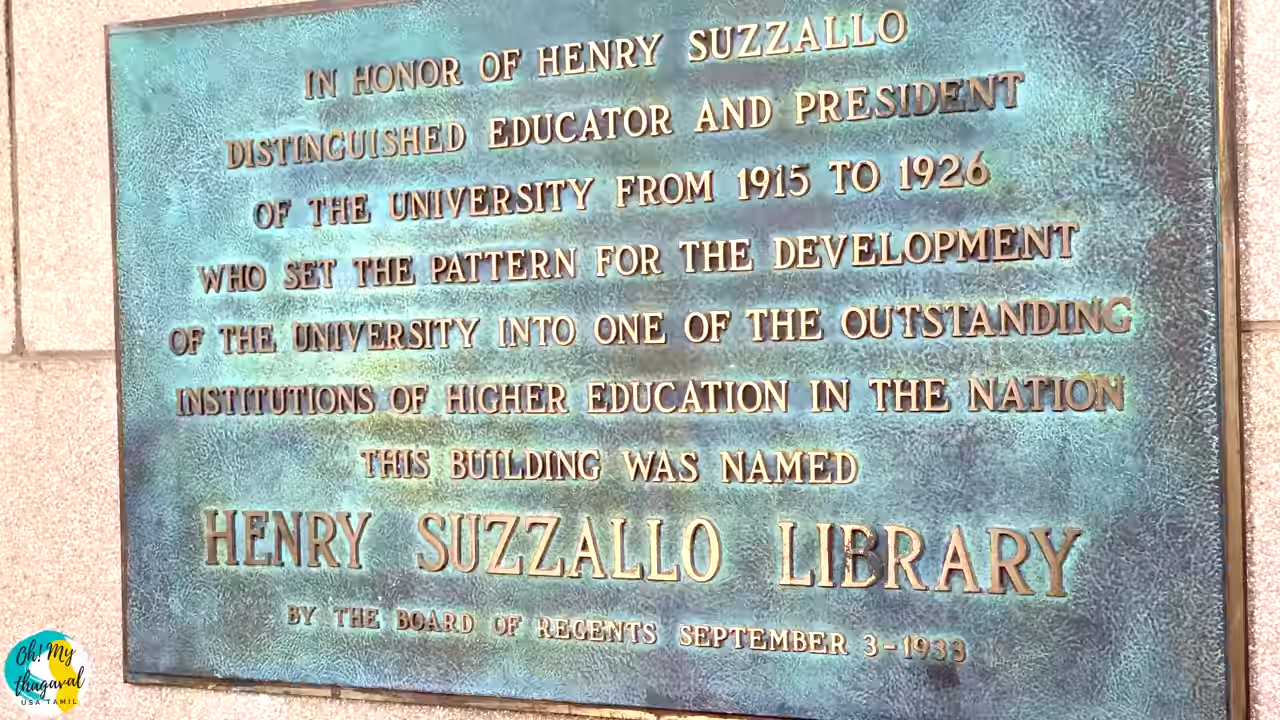 IN HONOR OF HENRY SUZZALLO
DISTINGUISHED EDUCATOR AND PRESIDENT
OF THE UNIVERSITY FROM 1915 TO 1926
WHO SET THE PATTERN FOR THE DEVELOPMENT
OF THE UNIVERSITY INTO ONE OF THE OUTSTANDING
INSTITUTIONS OF HIGHER EDUCATION IN THE NATION
THIS BUILDING WAS NAMED
HENRY SUZZALLO LIBRARY
BY THE BOARD OF REGENTS SEPTEMBER 3-1933
Oh! My
thagaval
USA TAMIL